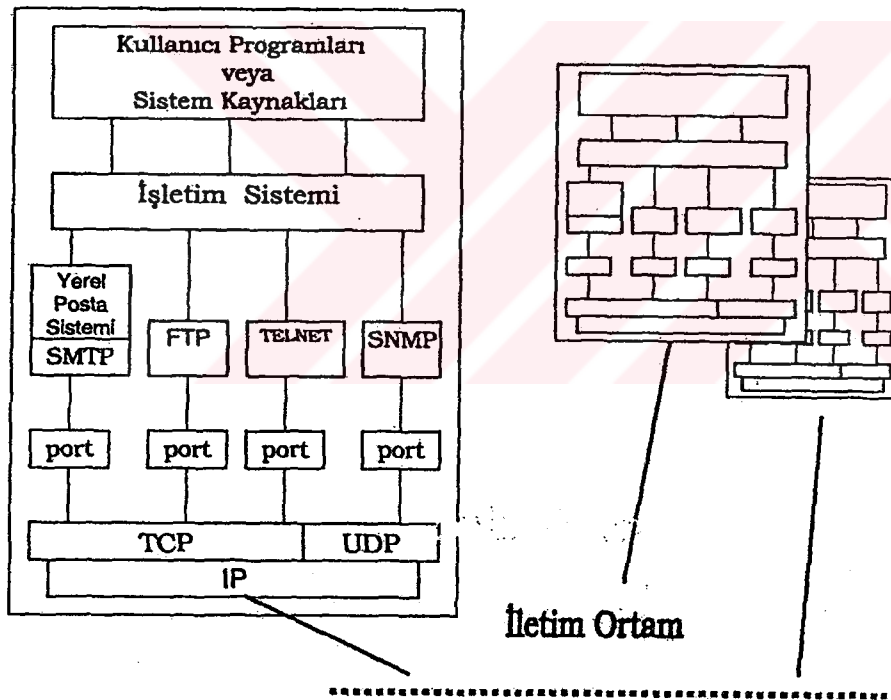 Kullanıcı Programları
veya
Sistem Kaynakları
İşletim Sistemi
Yerel
Posta
Sistemi
SMTP
FTP
TELNET
SNMP
port
port
port
port
TCP
UDP
IP
İletim Ortam